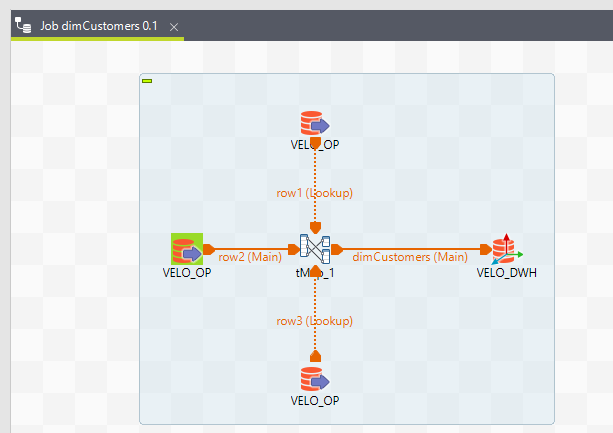 Job dimCustomers 0.1
VELO_OP
row1 (Lookup)
VELO_OP
row2 (Main)
tMap_1
dimCustomers (Main)
VELO_DWH
row3 (Lookup)
VELO_OP